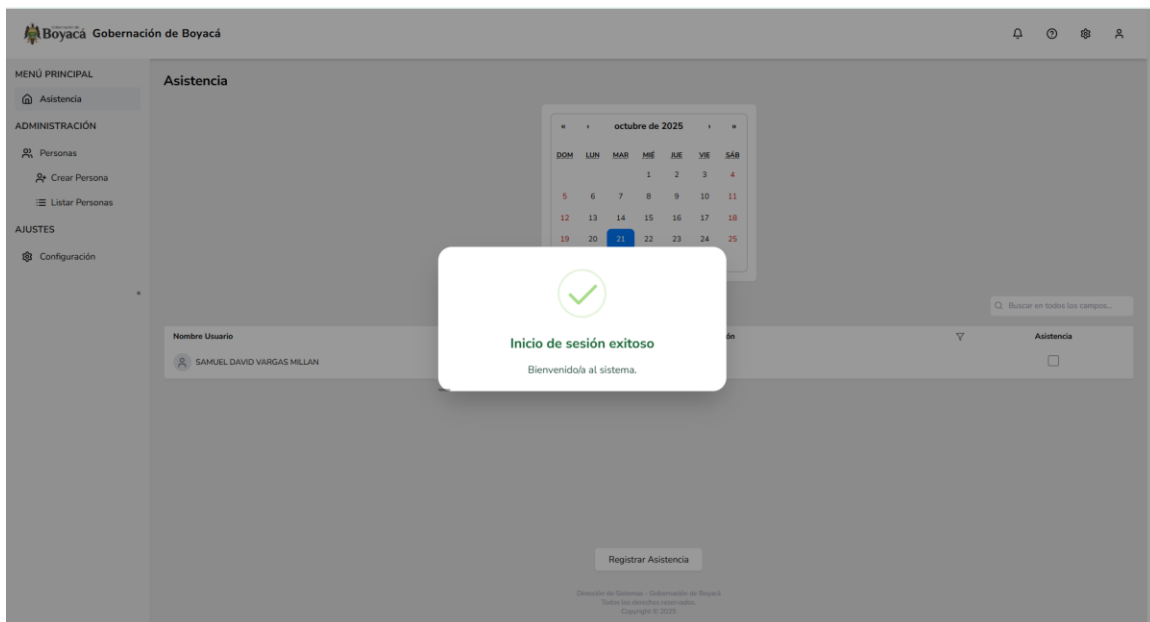 Boyacá Gobernación de Boyacá
MENÚ PRINCIPAL
Asistencia
ADMINISTRACIÓN
Personas
Crear Persona
Listar Personas
AJUSTES
Configuración
Asistencia
« ‹ octubre de 2025 › »
DOM LUN MAR MIÉ JUE VIE SÁB
1 2 3 4
5 6 7 8 9 10 11
12 13 14 15 16 17 18
19 20 21 22 23 24 25
Inicio de sesión exitoso
Bienvenido/a al sistema.
Buscar en todos los campos...
Nombre Usuario ón Asistencia
SAMUEL DAVID VARGAS MILLAN
Registrar Asistencia
Dirección de Sistemas - Gobernación de Boyacá
Todos los derechos reservados.
Copyright © 2025